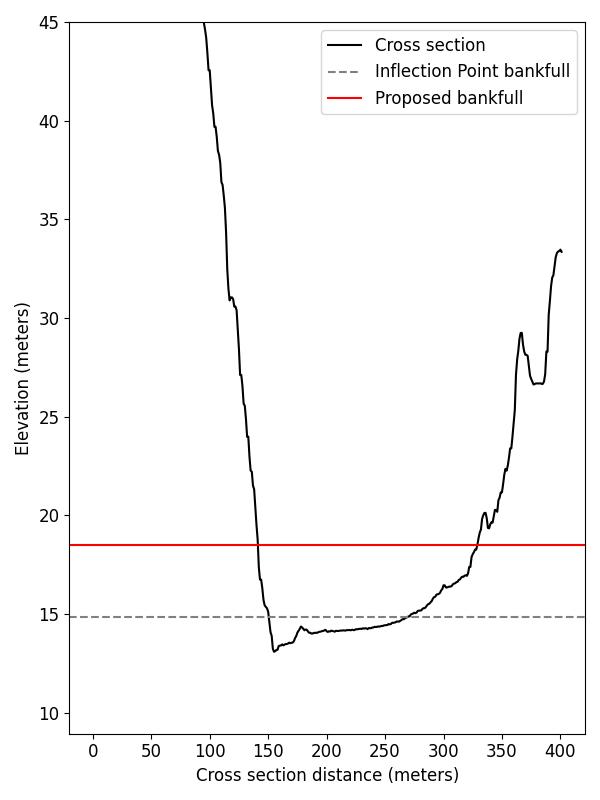 45
40
35
30
25
20
15
10
Elevation (meters)
Cross section
Inflection Point bankfull
Proposed bankfull
0 50 100 150 200 250 300 350 400
Cross section distance (meters)